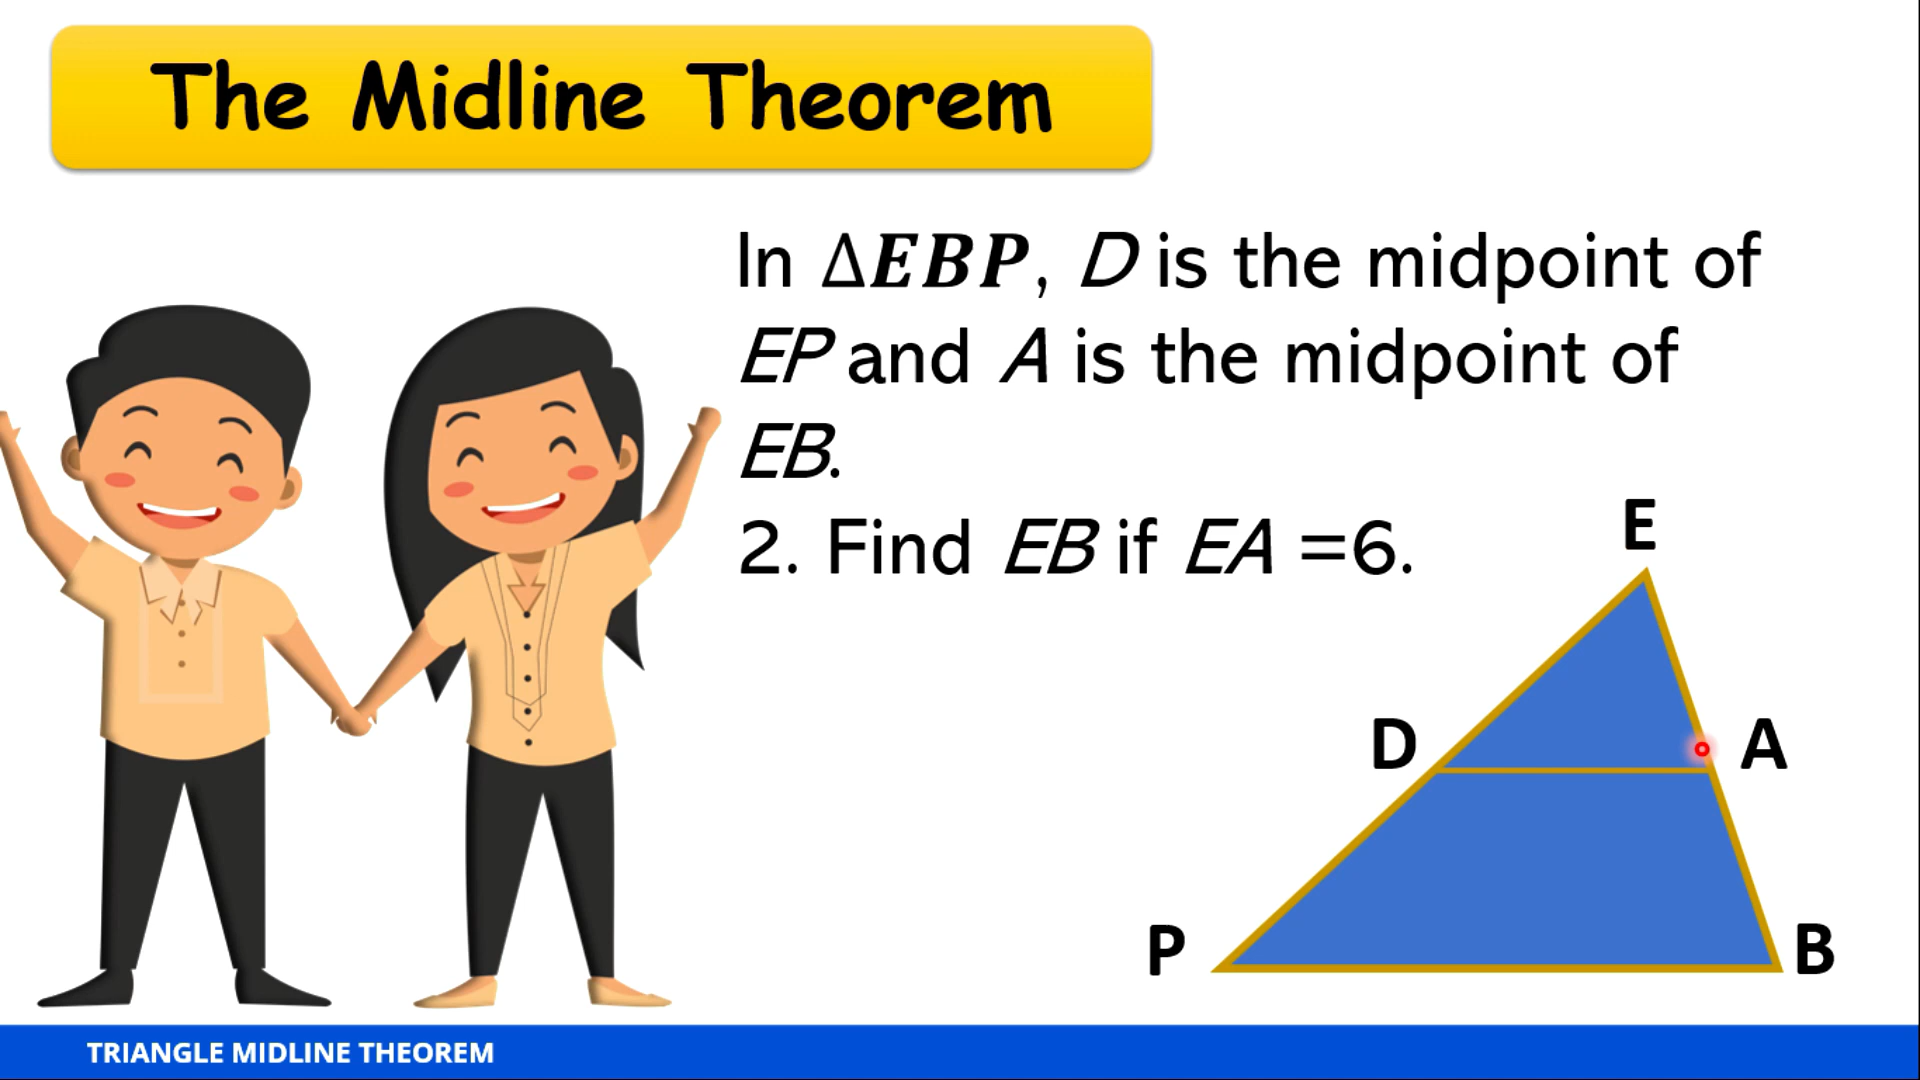 The Midline Theorem
In Δ𝑬𝑩𝑷, D is the midpoint of
EP and A is the midpoint of
EB.
2. Find EB if EA =6.
E
D
A
P
B
TRIANGLE MIDLINE THEOREM